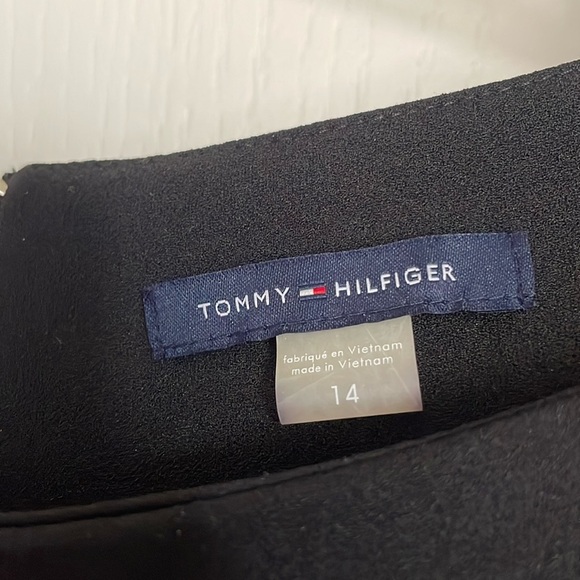 TOMMY HILFIGER
fabriqué en Vietnam
made in Vietnam
14